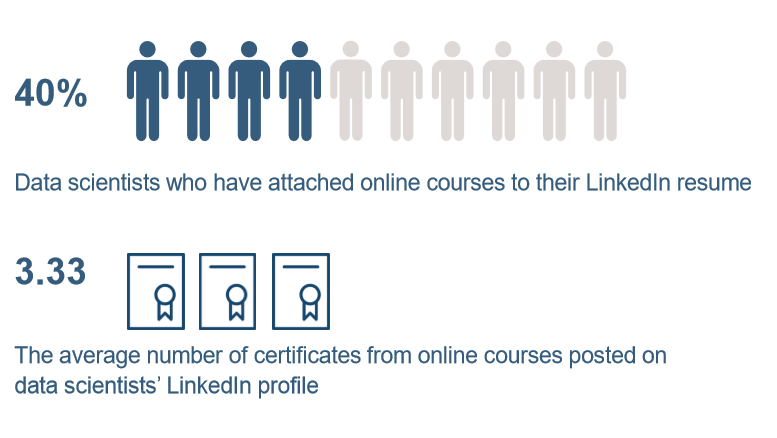 40%
Data scientists who have attached online courses to their LinkedIn resume
3.33
The average number of certificates from online courses posted on
data scientists’ LinkedIn profile